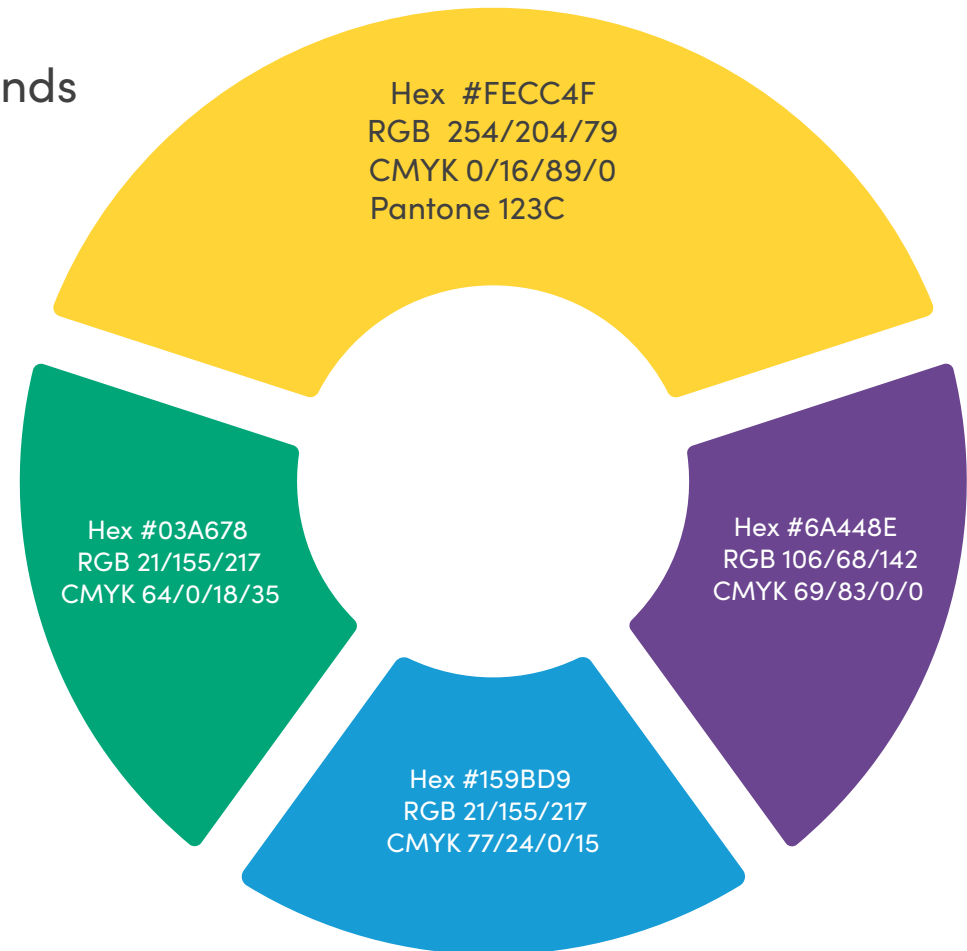 nds
Hex #FECC4F
RGB 254/204/79
CMYK 0/16/89/0
Pantone 123C
Hex #03A678
RGB 21/155/217
CMYK 64/0/18/35
Hex #6A448E
RGB 106/68/142
CMYK 69/83/0/0
Hex #159BD9
RGB 21/155/217
CMYK 77/24/0/15